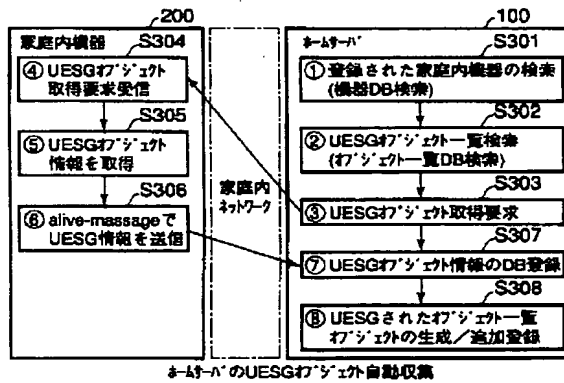 200
家庭内機器
S304
④ UESGオブジェクト
取得要求受信
S305
⑤ UESGオブジェクト
情報を取得
S306
⑥ alive-massageで
UESG情報を送信
家庭内
ネットワーク
100
ホームサーバ
S301
① 登録された家庭内機器の検索
(機器DB検索)
S302
② UESGオブジェクト一覧検索
(オブジェクト一覧DB検索)
S303
③ UESGオブジェクト取得要求
S307
⑦ UESGオブジェクト情報のDB登録
S308
⑧ UESGされたオブジェクト一覧
オブジェクトの生成/追加登録
ホームサーバのUESGオブジェクト自動収集